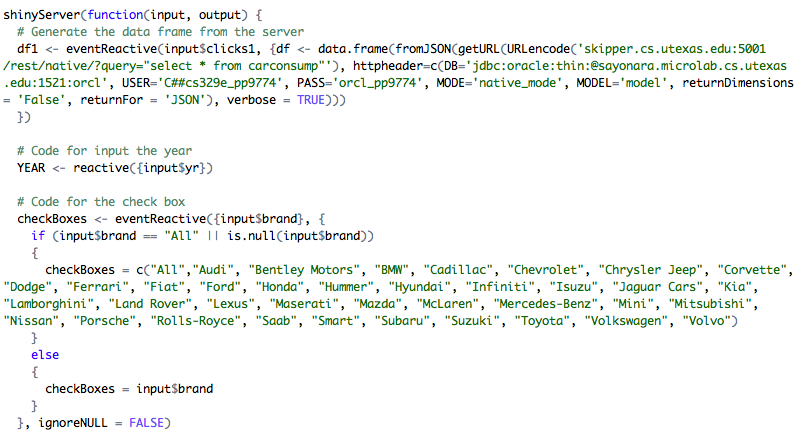 shinyServer(function(input, output) {
  # Generate the data frame from the server
  df1 <- eventReactive(input$clicks1, {df <- data.frame(fromJSON(getURL(URLencode('skipper.cs.utexas.edu:5001
/rest/native/?query="select * from carconsump"'), httpheader=c(DB='jdbc:oracle:thin:@sayonara.microlab.cs.utexas
.edu:1521:orcl', USER='C##cs329e_pp9774', PASS='orcl_pp9774', MODE='native_mode', MODEL='model', returnDimensions
= 'False', returnFor = 'JSON'), verbose = TRUE)))
  })

  # Code for input the year
  YEAR <- reactive({input$yr})

  # Code for the check box
  checkBoxes <- eventReactive({input$brand}, {
    if (input$brand == "All" || is.null(input$brand))
    {
      checkBoxes = c("All","Audi", "Bentley Motors", "BMW", "Cadillac", "Chevrolet", "Chrysler Jeep", "Corvette",
"Dodge", "Ferrari", "Fiat", "Ford", "Honda", "Hummer", "Hyundai", "Infiniti", "Isuzu", "Jaguar Cars", "Kia",
"Lamborghini", "Land Rover", "Lexus", "Maserati", "Mazda", "McLaren", "Mercedes-Benz", "Mini", "Mitsubishi",
"Nissan", "Porsche", "Rolls-Royce", "Saab", "Smart", "Subaru", "Suzuki", "Toyota", "Volkswagen", "Volvo")
    }
    else
    {
      checkBoxes = input$brand
    }
  }, ignoreNULL = FALSE)